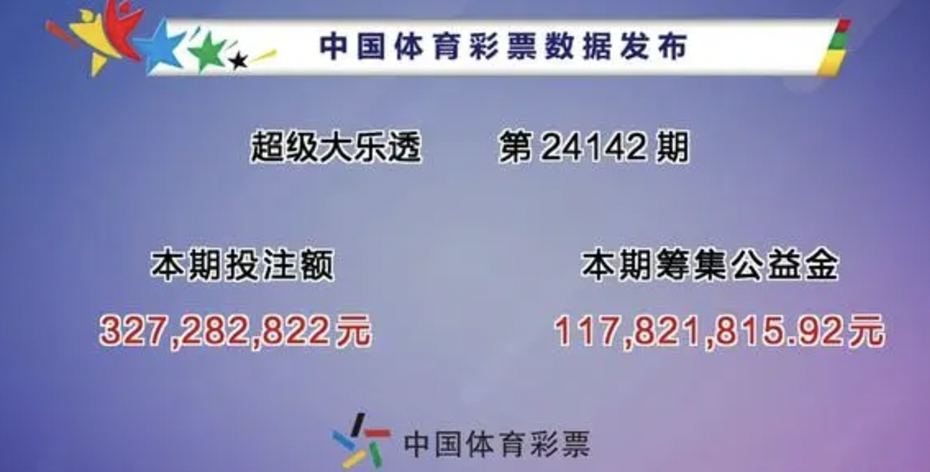 中国体育彩票数据发布
超级大乐透 第 24142 期
本期投注额 本期筹集公益金
327,282,822元 117,821,815.92元
中国体育彩票